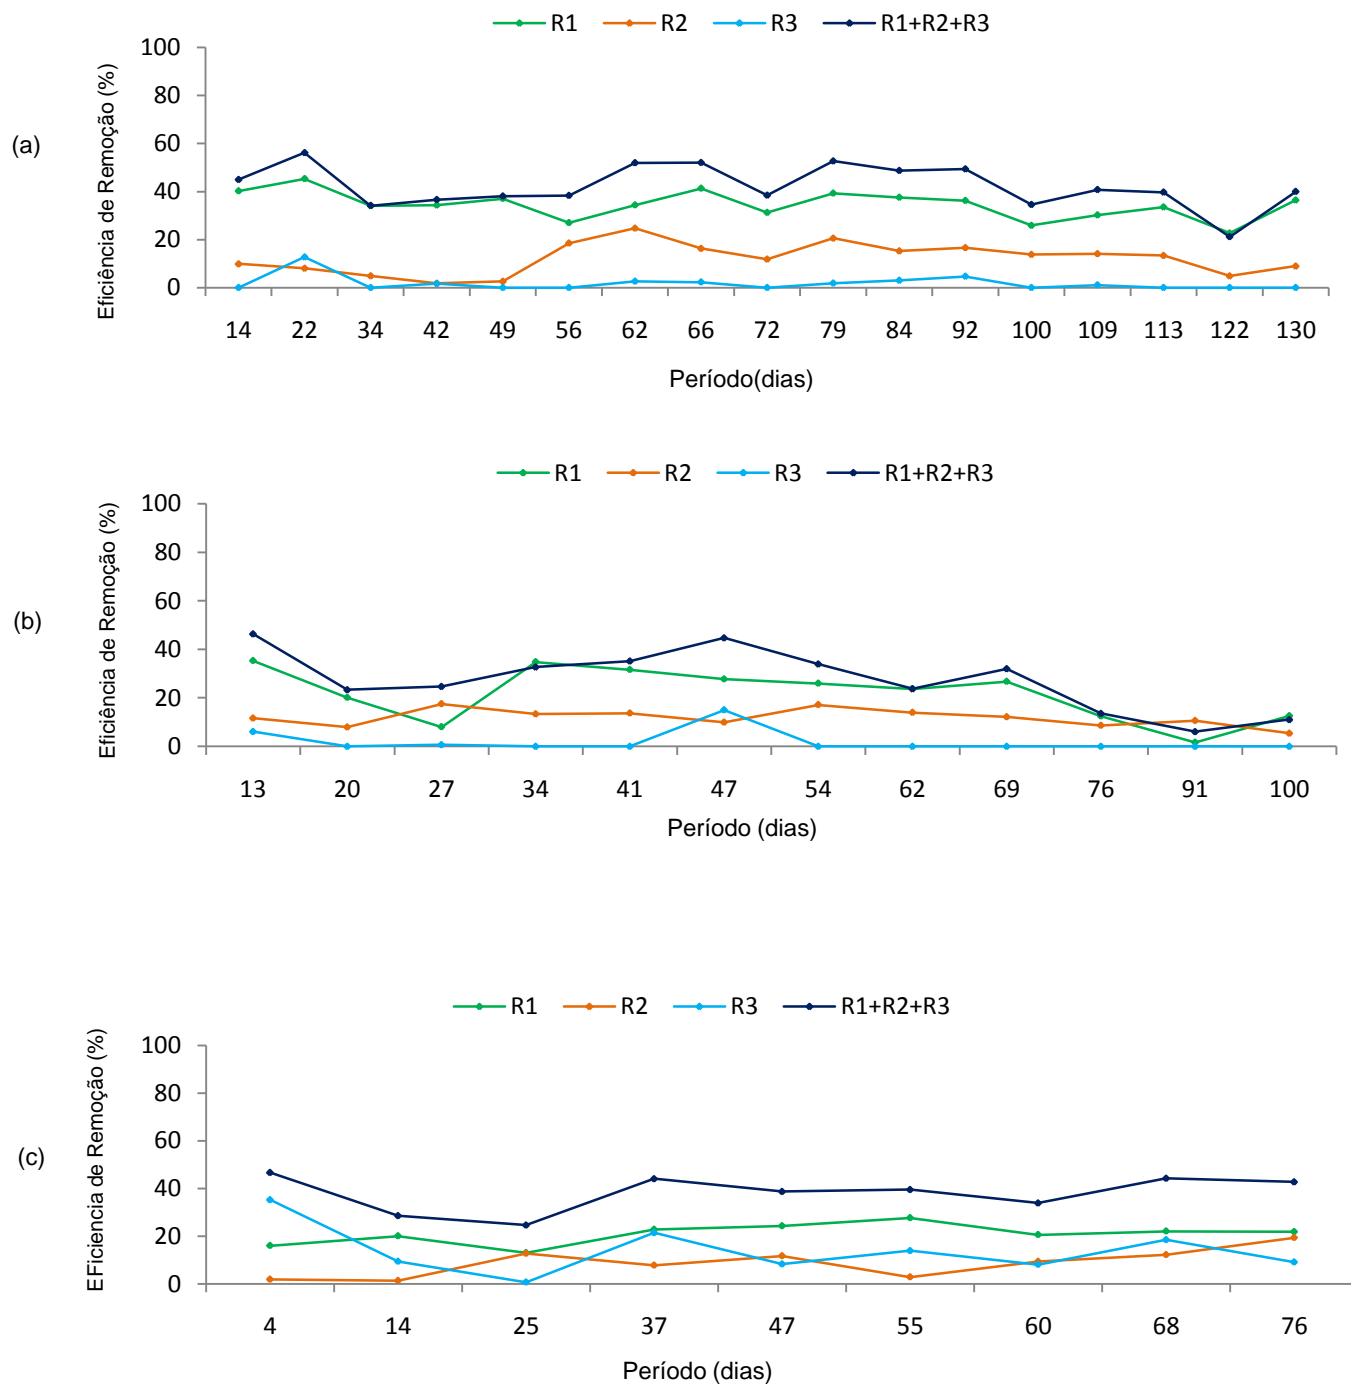 R1 R2 R3 R1+R2+R3
(a)
Eficiência de Remoção (%)
100
80
60
40
20
0
14 22 34 42 49 56 62 66 72 79 84 92 100 109 113 122 130
Período(dias)
R1 R2 R3 R1+R2+R3
(b)
Eficiência de Remoção (%)
100
80
60
40
20
0
13 20 27 34 41 47 54 62 69 76 91 100
Período (dias)
R1 R2 R3 R1+R2+R3
(c)
EFiciencia de Remoção (%)
100
80
60
40
20
0
4 14 25 37 47 55 60 68 76
Período (dias)